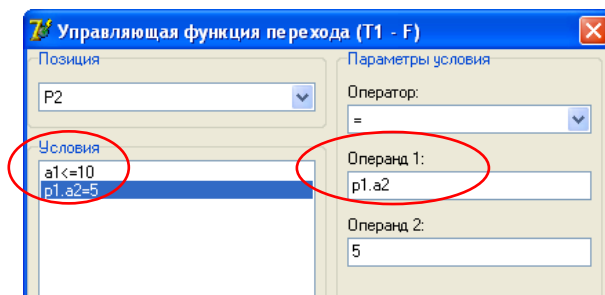 Управляющая функция перехода (T1 - F)
Позиция
P2
Условия
a1<=10
p1.a2=5
Параметры условия
Оператор:
=
Операнд 1:
p1.a2
Операнд 2:
5